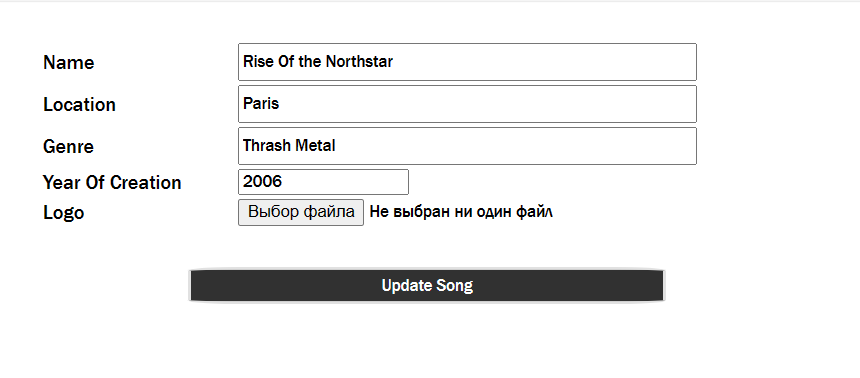 Name Rise Of the Northstar
Location Paris
Genre Thrash Metal
Year Of Creation 2006
Logo Выбор файла Не выбран ни один файл
Update Song